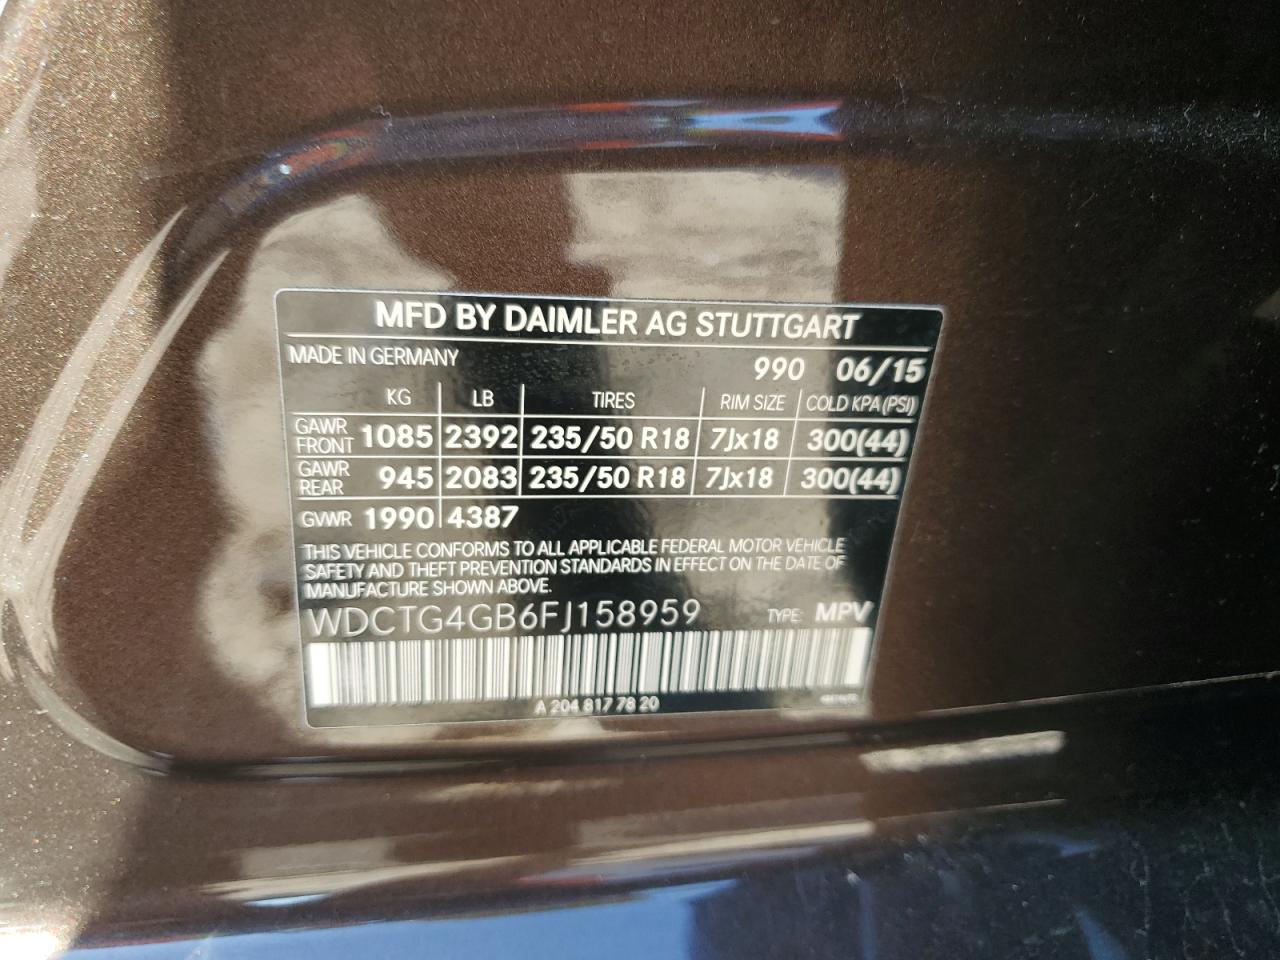 MFD BY DAIMLER AG STUTTGART
MADE IN GERMANY 990 06/15
KG LB TIRES RIM SIZE COLD KPA (PSI)
GAWR FRONT 1085 2392 235/50 R18 7Jx18 300(44)
GAWR REAR 945 2083 235/50 R18 7Jx18 300(44)
GVWR 1990 4387
THIS VEHICLE CONFORMS TO ALL APPLICABLE FEDERAL MOTOR VEHICLE
SAFETY AND THEFT PREVENTION STANDARDS IN EFFECT ON THE DATE OF
MANUFACTURE SHOWN ABOVE.
WDCTG4GB6FJ158959 TYPE: MPV
A 204 817 78 20